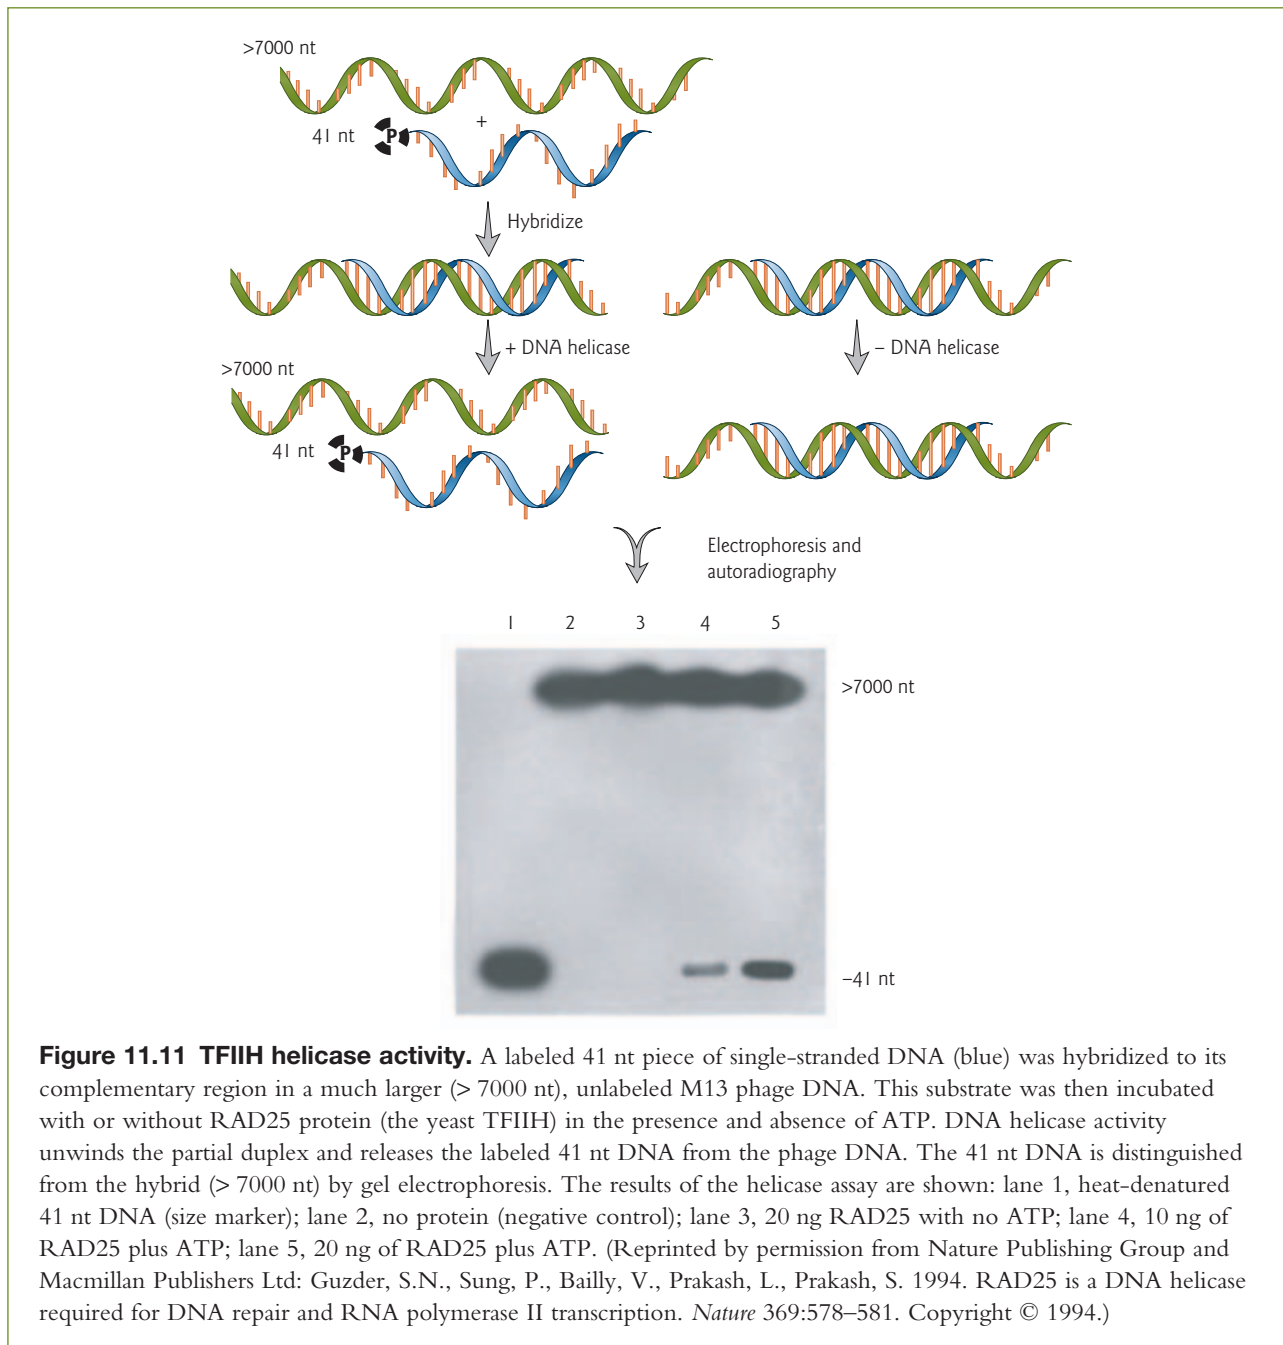 >7000 nt
41 nt
P
+
Hybridize
+ DNA helicase
– DNA helicase
>7000 nt
41 nt
P
Electrophoresis and
autoradiography
1 2 3 4 5
>7000 nt
–41 nt
Figure 11.11 TFIIH helicase activity. A labeled 41 nt piece of single-stranded DNA (blue) was hybridized to its
complementary region in a much larger (> 7000 nt), unlabeled M13 phage DNA. This substrate was then incubated
with or without RAD25 protein (the yeast TFIIH) in the presence and absence of ATP. DNA helicase activity
unwinds the partial duplex and releases the labeled 41 nt DNA from the phage DNA. The 41 nt DNA is distinguished
from the hybrid (> 7000 nt) by gel electrophoresis. The results of the helicase assay are shown: lane 1, heat-denatured
41 nt DNA (size marker); lane 2, no protein (negative control); lane 3, 20 ng RAD25 with no ATP; lane 4, 10 ng of
RAD25 plus ATP; lane 5, 20 ng of RAD25 plus ATP. (Reprinted by permission from Nature Publishing Group and
Macmillan Publishers Ltd: Guzder, S.N., Sung, P., Bailly, V., Prakash, L., Prakash, S. 1994. RAD25 is a DNA helicase
required for DNA repair and RNA polymerase II transcription. Nature 369:578–581. Copyright © 1994.)